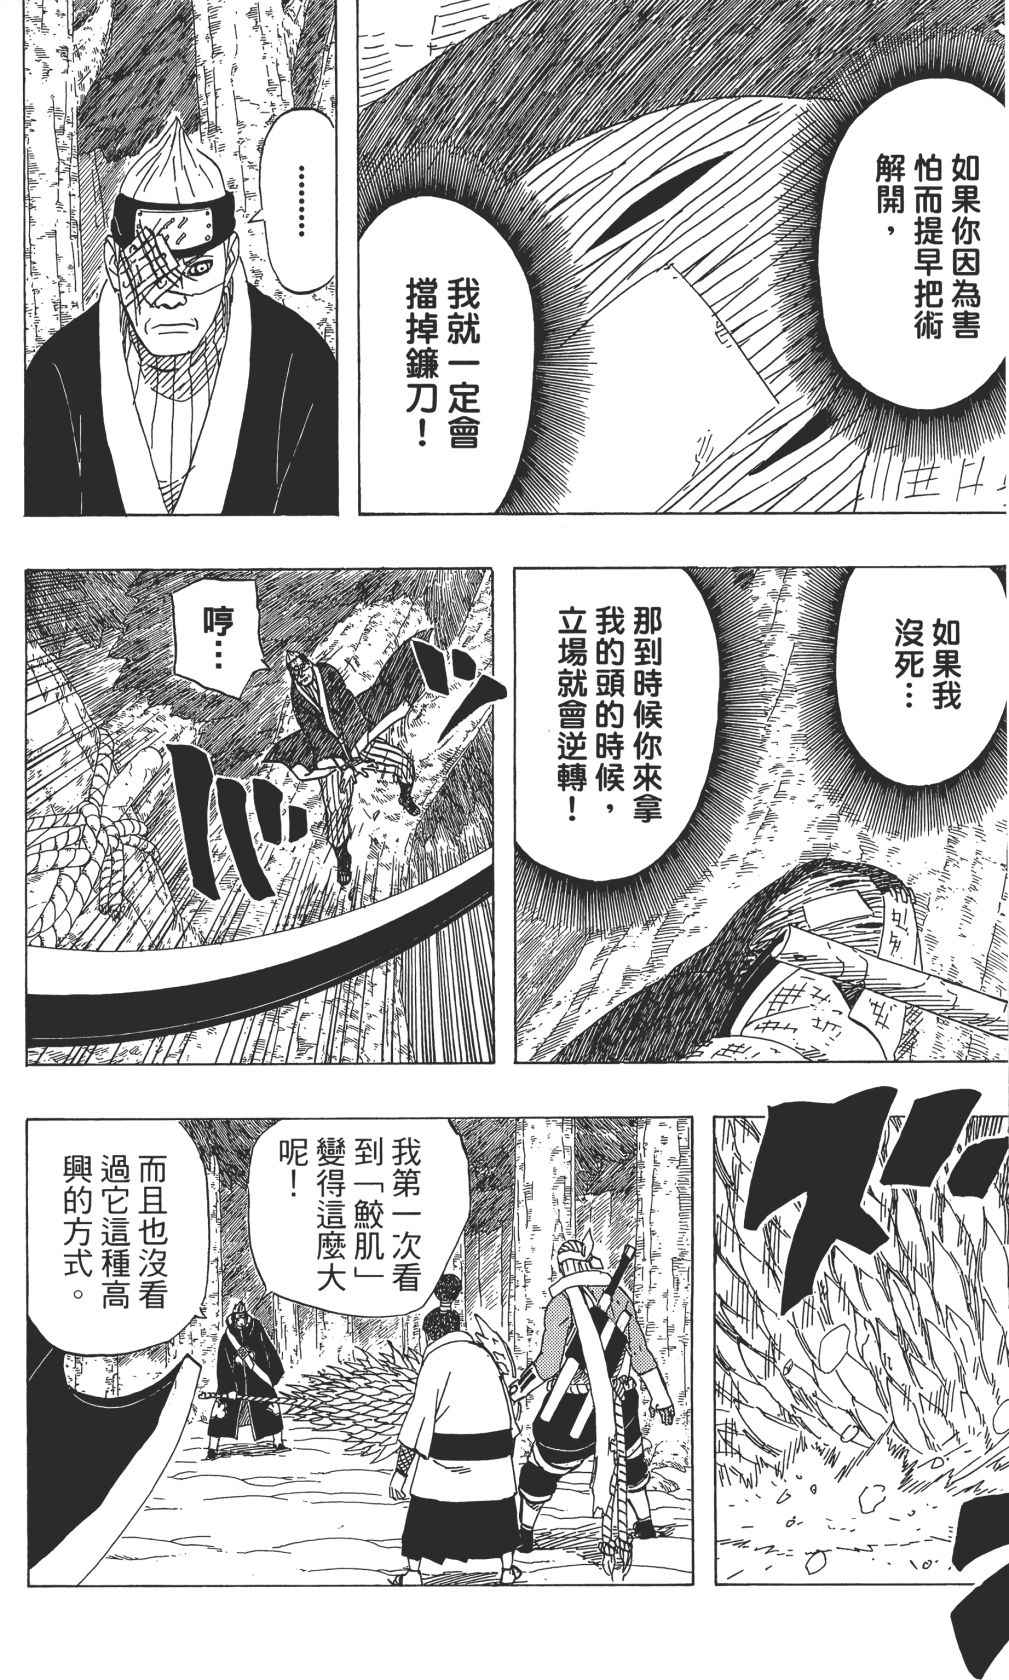 如果你因為害
怕而提早把術
解開，
我就一定會
擋掉鐮刀！
………
如果我
沒死…
那到時候你來拿
我的頭的時候，
立場就會逆轉！
哼…
我第一次看
到「鮫肌」
變得這麼大
呢！
而且也沒看
過它這種高
興的方式。